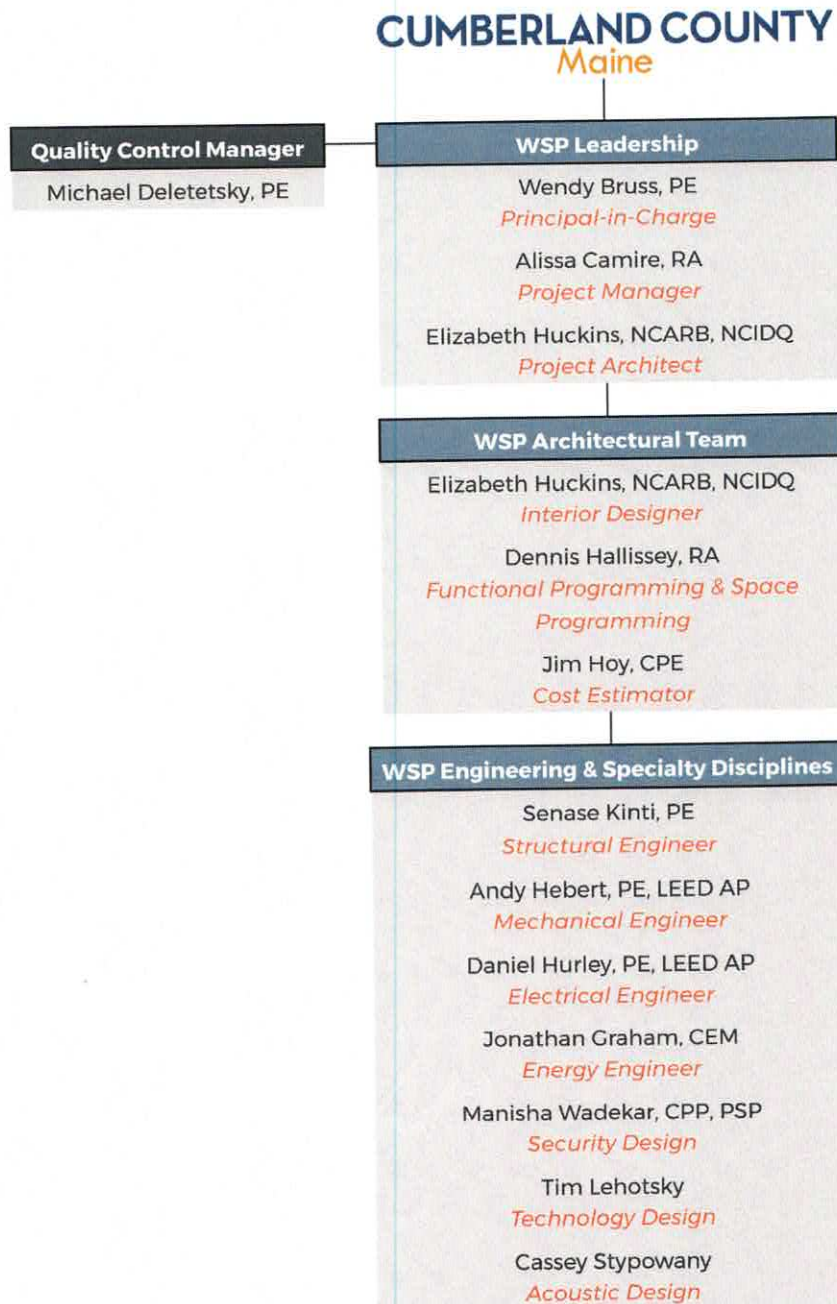 CUMBERLAND COUNTY
Maine
Quality Control Manager
Michael Deletetsky, PE
WSP Leadership
Wendy Bruss, PE
Principal-in-Charge
Alissa Camire, RA
Project Manager
Elizabeth Huckins, NCARB, NCIDQ
Project Architect
WSP Architectural Team
Elizabeth Huckins, NCARB, NCIDQ
Interior Designer
Dennis Hallissey, RA
Functional Programming & Space
Programming
Jim Hoy, CPE
Cost Estimator
WSP Engineering & Specialty Disciplines
Senase Kinti, PE
Structural Engineer
Andy Hebert, PE, LEED AP
Mechanical Engineer
Daniel Hurley, PE, LEED AP
Electrical Engineer
Jonathan Graham, CEM
Energy Engineer
Manisha Wadekar, CPP, PSP
Security Design
Tim Lehotsky
Technology Design
Cassey Stypowany
Acoustic Design